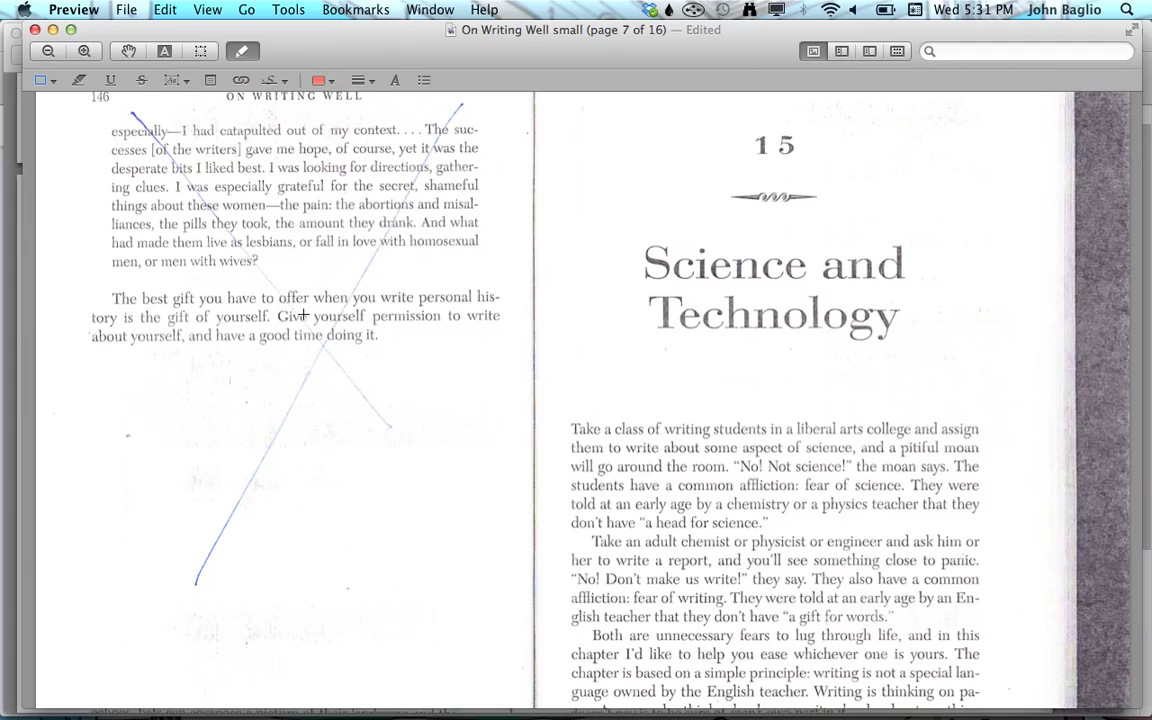 Preview File Edit View Go Tools Bookmarks Window Help Wed 5:31 PM John Baglio
On Writing Well small (page 7 of 16) — Edited
146 ON WRITING WELL
especially—I had catapulted out of my context. . . . The suc-
cesses [of the writers] gave me hope, of course, yet it was the
desperate bits I liked best. I was looking for directions, gather-
ing clues. I was especially grateful for the secret, shameful
things about these women—the pain: the abortions and misal-
liances, the pills they took, the amount they drank. And what
had made them live as lesbians, or fall in love with homosexual
men, or men with wives?
The best gift you have to offer when you write personal his-
tory is the gift of yourself. Give yourself permission to write
about yourself, and have a good time doing it.
15
Science and
Technology
Take a class of writing students in a liberal arts college and assign
them to write about some aspect of science, and a pitiful moan
will go around the room. “No! Not science!” the moan says. The
students have a common affliction: fear of science. They were
told at an early age by a chemistry or a physics teacher that they
don’t have “a head for science.”
Take an adult chemist or physicist or engineer and ask him or
her to write a report, and you’ll see something close to panic.
“No! Don’t make us write!” they say. They also have a common
affliction: fear of writing. They were told at an early age by an En-
glish teacher that they don’t have “a gift for words.”
Both are unnecessary fears to lug through life, and in this
chapter I’d like to help you ease whichever one is yours. The
chapter is based on a simple principle: writing is not a special lan-
guage owned by the English teacher. Writing is thinking on pa-